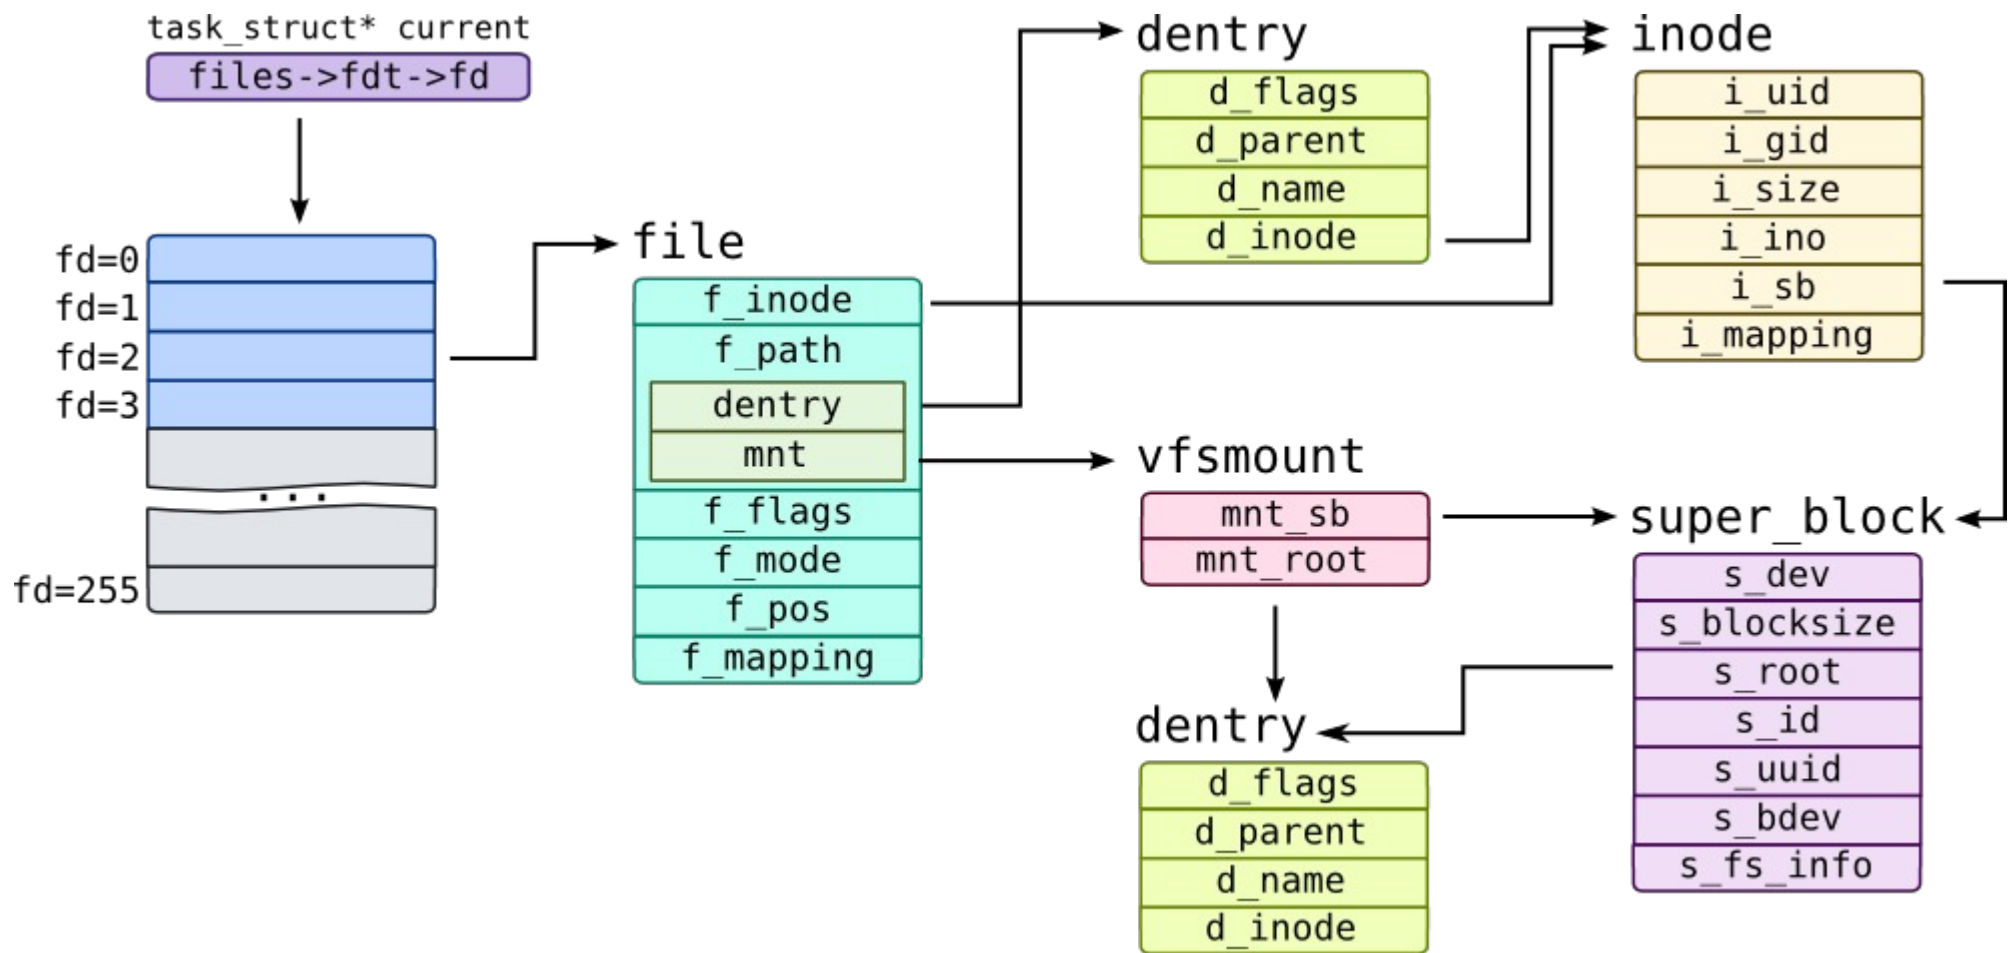 task_struct* current
files->fdt->fd
fd=0
fd=1
fd=2
fd=3
...
fd=255
file
f_inode
f_path
dentry
mnt
f_flags
f_mode
f_pos
f_mapping
dentry
d_flags
d_parent
d_name
d_inode
vfsmount
mnt_sb
mnt_root
dentry
d_flags
d_parent
d_name
d_inode
inode
i_uid
i_gid
i_size
i_ino
i_sb
i_mapping
super_block
s_dev
s_blocksize
s_root
s_id
s_uuid
s_bdev
s_fs_info